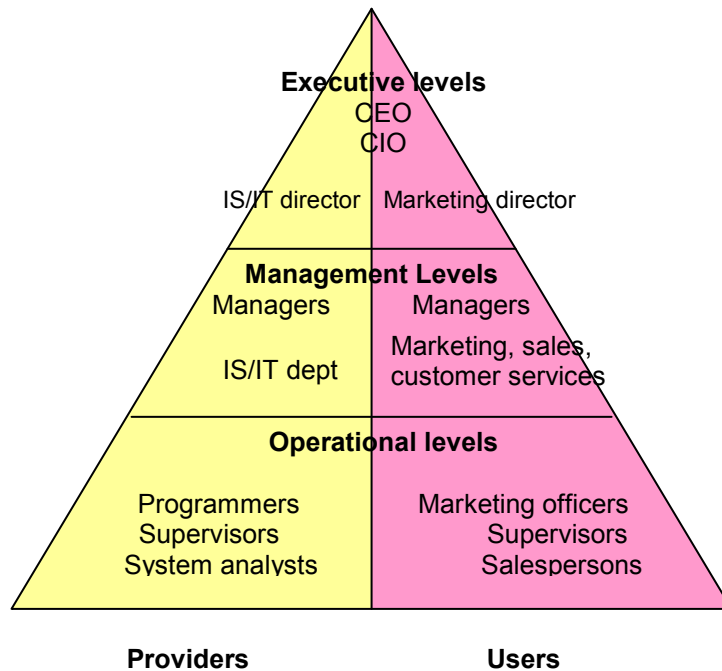 Executive levels
CEO
CIO
IS/IT director Marketing director
Management Levels
Managers Managers
IS/IT dept Marketing, sales,
customer services
Operational levels
Programmers Marketing officers
Supervisors Supervisors
System analysts Salespersons
Providers Users